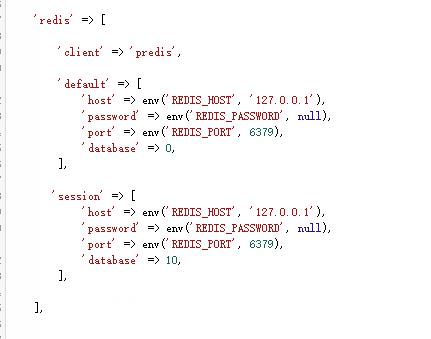 'redis' => [
'client' => 'predis',
'default' => [
'host' => env('REDIS_HOST', '127.0.0.1'),
'password' => env('REDIS_PASSWORD', null),
'port' => env('REDIS_PORT', 6379),
'database' => 0,
],
'session' => [
'host' => env('REDIS_HOST', '127.0.0.1'),
'password' => env('REDIS_PASSWORD', null),
'port' => env('REDIS_PORT', 6379),
'database' => 10,
],
],